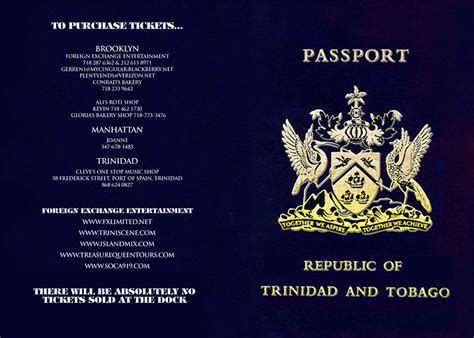 TO PURCHASE TICKETS...
BROOKLYN
FOREIGN EXCHANGE ENTERTAINMENT
718 287 6362 & 212 615 8971
GERREN1@MYCINGULAR.BLACKBERRY.NET
PLENTYENDS@VERIZON.NET
CONRAD'S BAKERY
718 233 9642
ALI'S ROTI SHOP
KEVIN 718 462 1730
GLORIA'S BAKERY SHOP 718-773-3476
MANHATTAN
JOANNE
347-678-1485
TRINIDAD
CLEVE'S ONE STOP MUSIC SHOP
58 FREDERICK STREET, PORT OF SPAIN, TRINIDAD
868 624 0827
FOREIGN EXCHANGE ENTERTAINMENT
WWW.FXLIMITED.NET
WWW.TRINISCENE.COM
WWW.ISLANDMIX.COM
WWW.TREASUREQUEENTOURS.COM
WWW.SOCA919.COM
THERE WILL BE ABSOLUTELY NO
TICKETS SOLD AT THE DOCK
PASSPORT
TOGETHER WE ASPIRE TOGETHER WE ACHIEVE
REPUBLIC OF
TRINIDAD AND TOBAGO